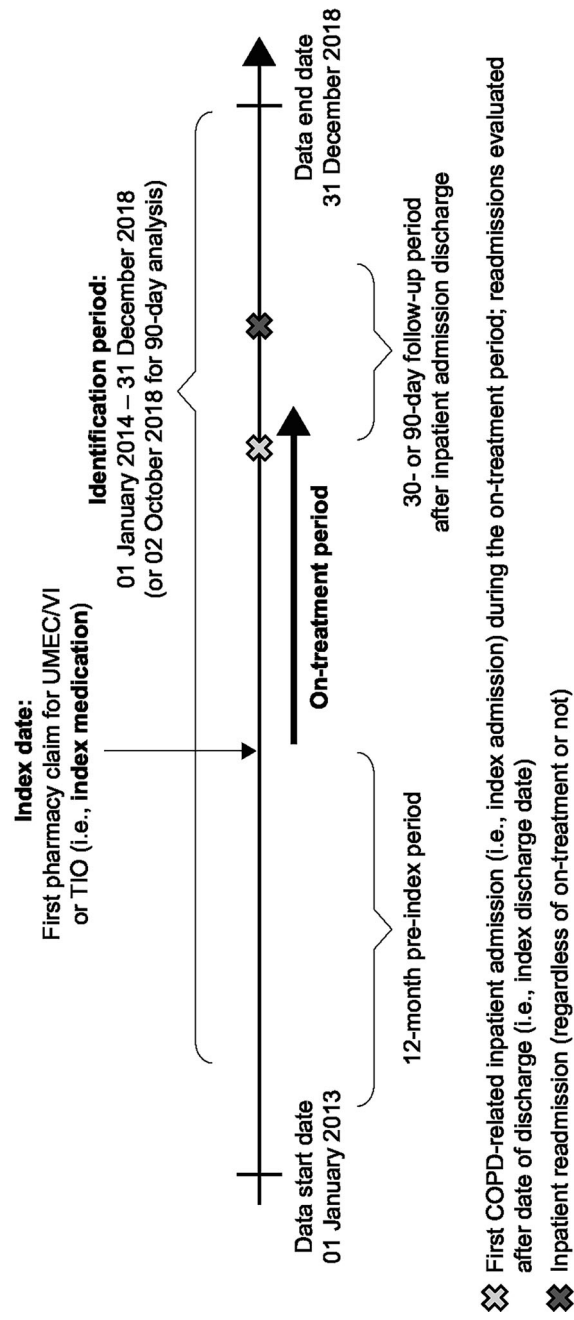 Index date:
First pharmacy claim for UMEC/VI
or TIO (i.e., index medication)
Identification period:
01 January 2014 – 31 December 2018
(or 02 October 2018 for 90-day analysis)
Data start date
01 January 2013
Data end date
31 December 2018
On-treatment period
12-month pre-index period
30- or 90-day follow-up period
after inpatient admission discharge
First COPD-related inpatient admission (i.e., index admission) during the on-treatment period; readmissions evaluated
after date of discharge (i.e., index discharge date)
Inpatient readmission (regardless of on-treatment or not)